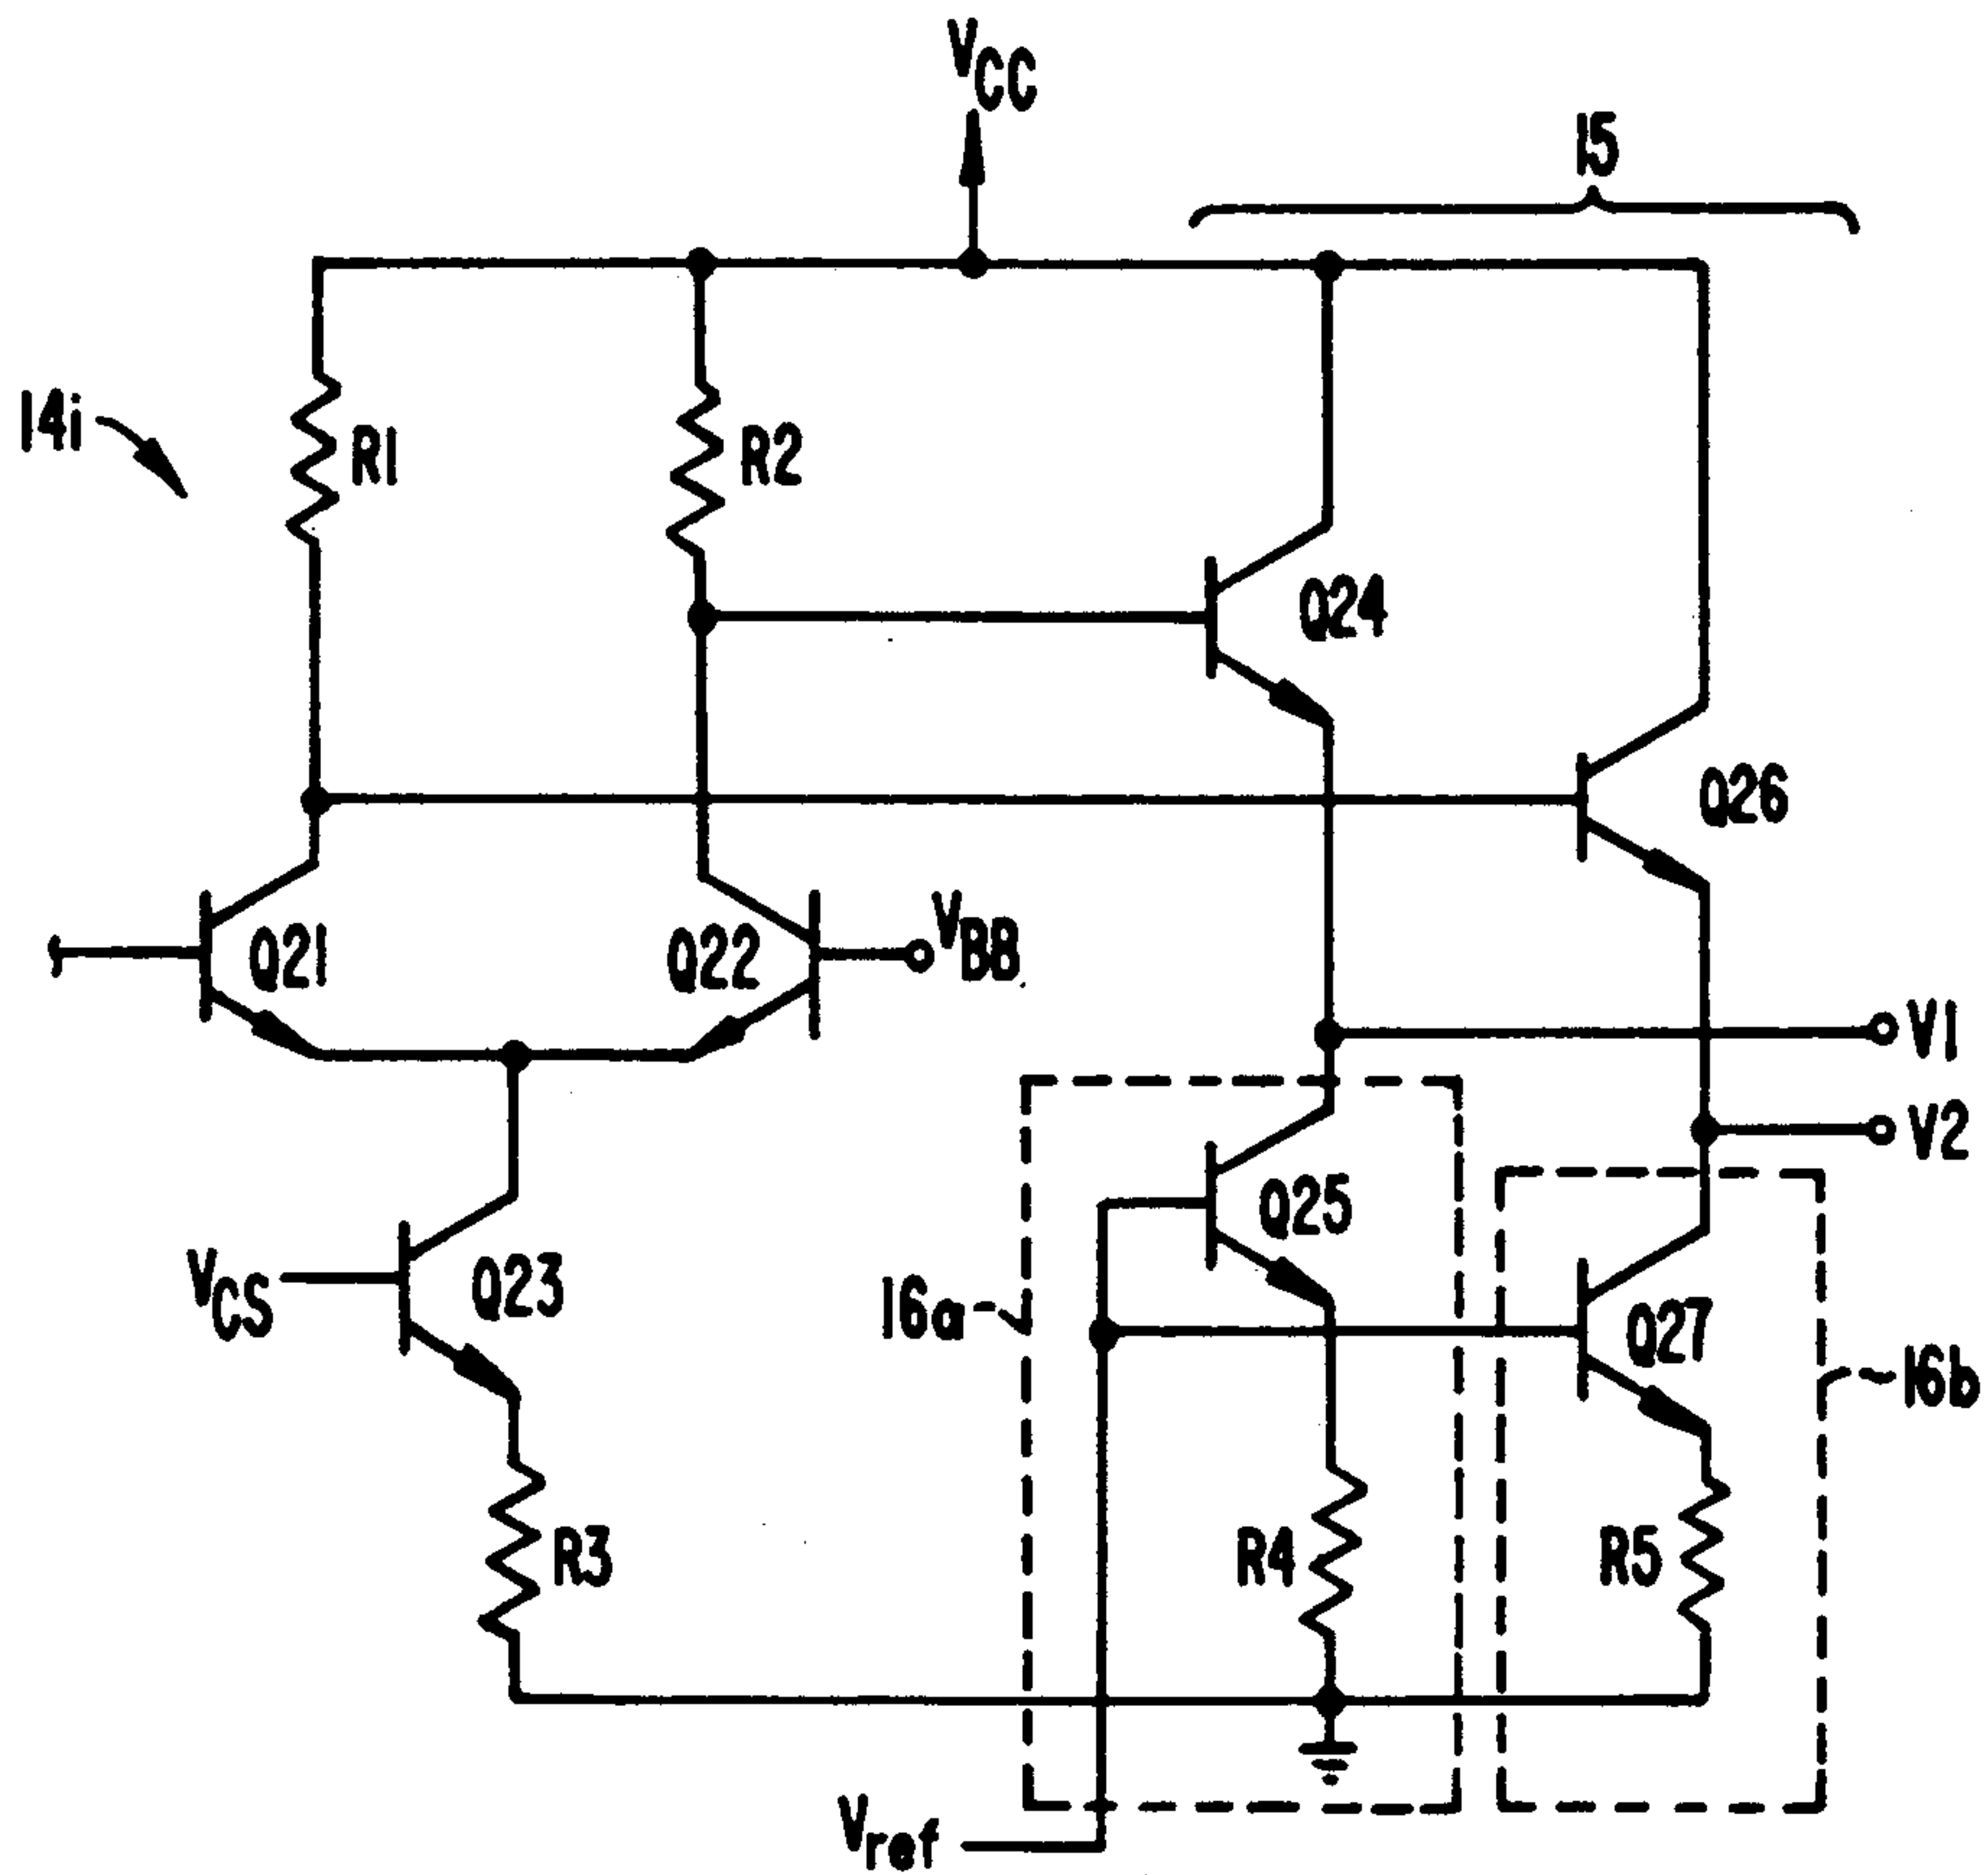 VCC
15
14i
R1
R2
Q24
Q26
Q21
Q22
VBB
V1
V2
Q25
VCS
Q23
16a
Q27
16b
R3
R4
R5
Vref